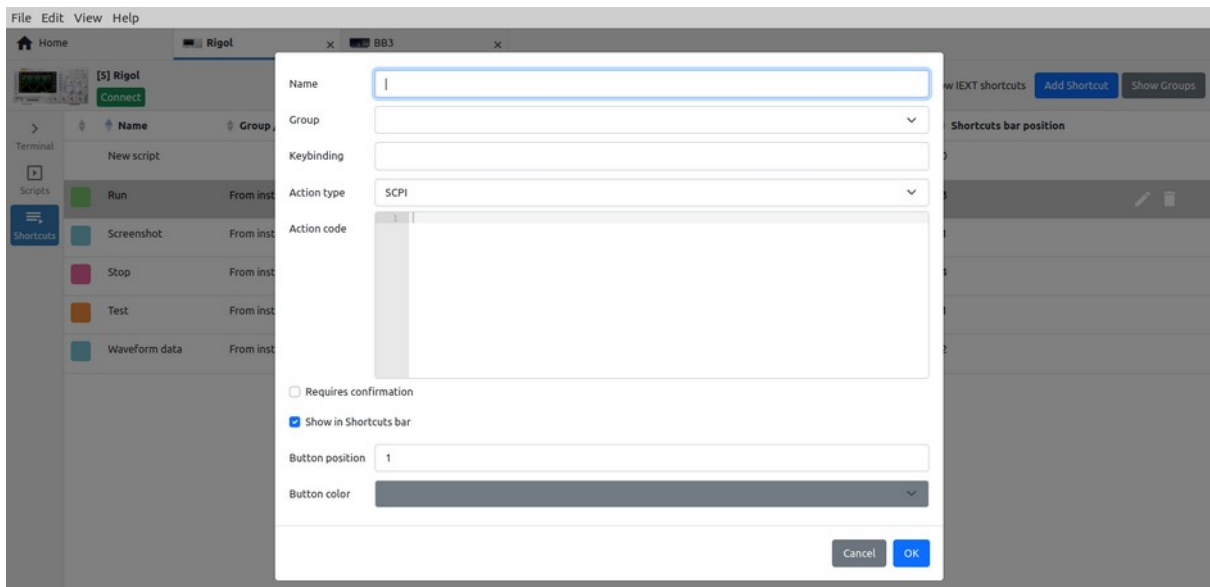 File Edit View Help
Home
Rigol
BB3
[5] Rigol
Connect
IEXT shortcuts
Add Shortcut
Show Groups
Name
Group
Shortcuts bar position
Terminal
New script
Scripts
Run
From inst
Shortcuts
Screenshot
From inst
Stop
From inst
Test
From inst
Waveform data
From inst
Name
Group
Keybinding
Action type
SCPI
Action code
1
Requires confirmation
Show in Shortcuts bar
Button position
1
Button color
Cancel
OK